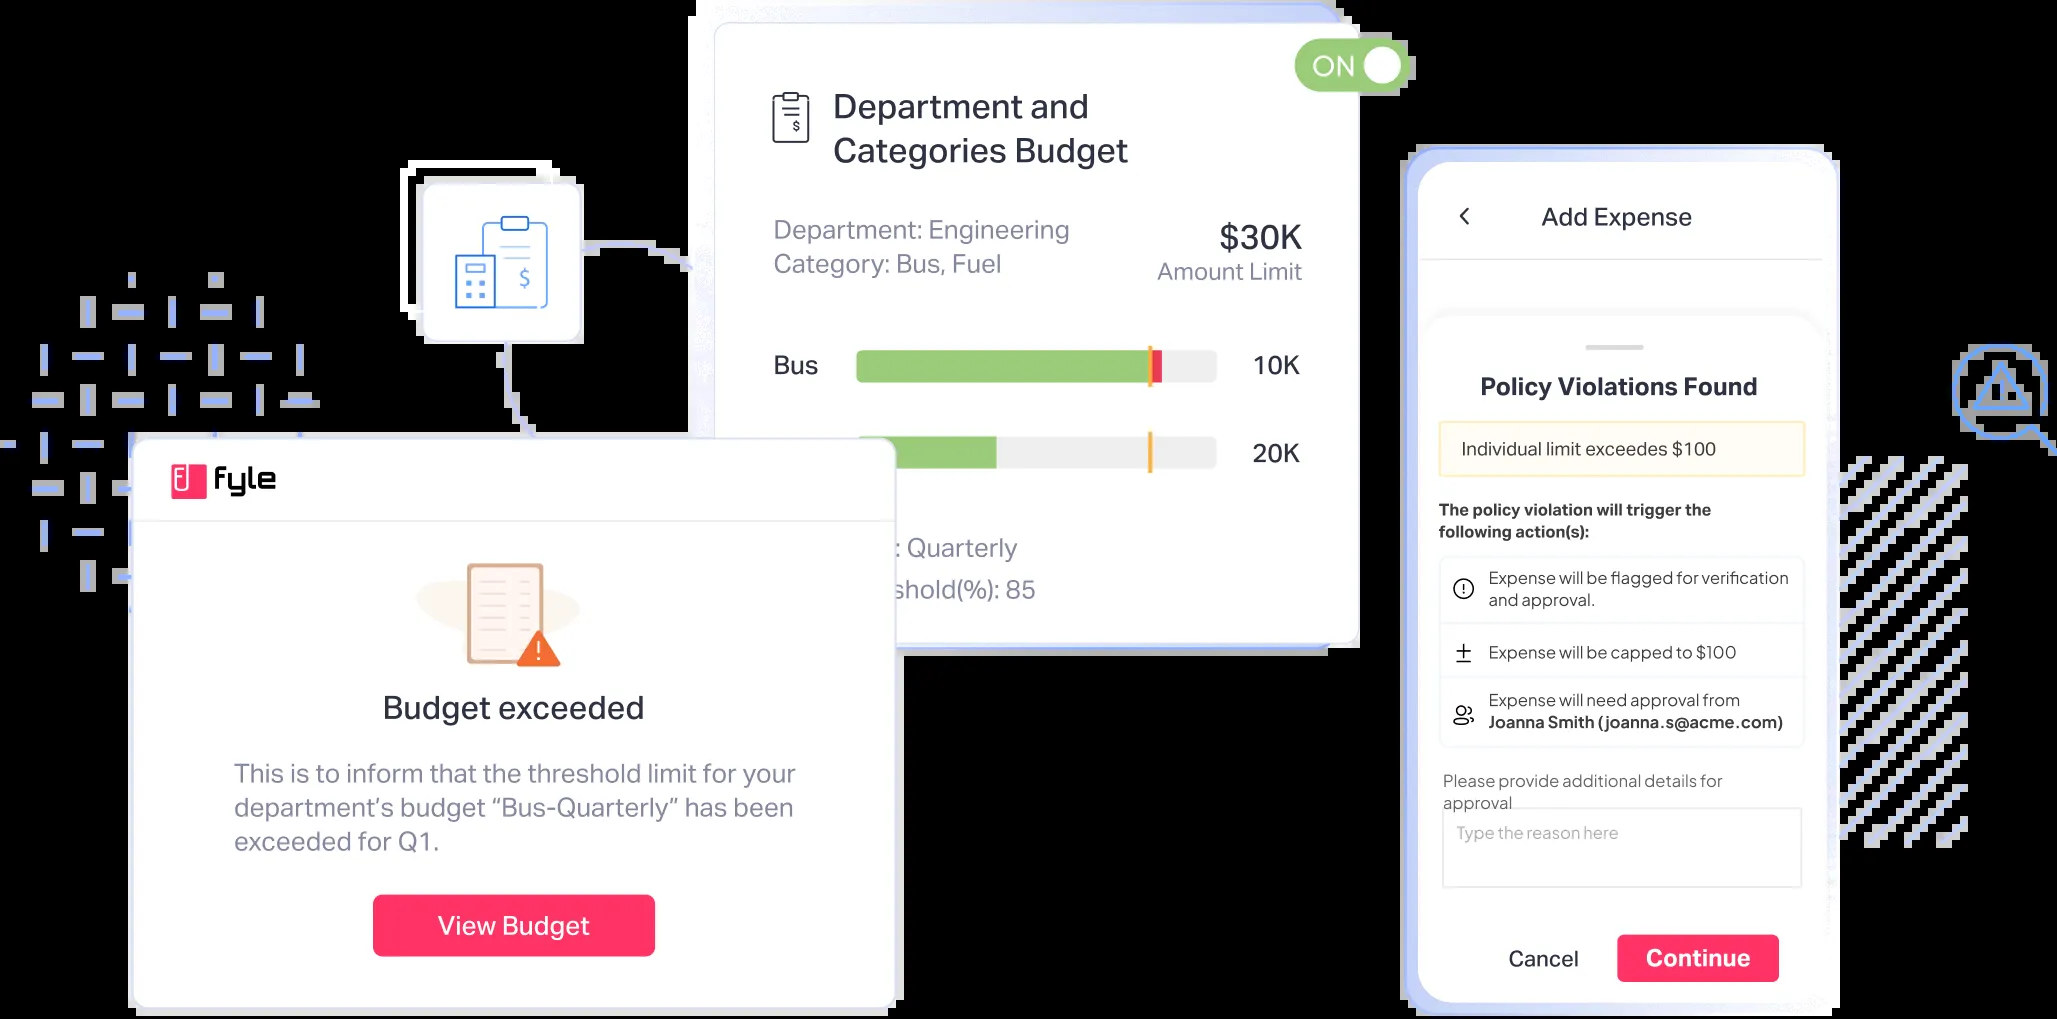 ON
Department and
Categories Budget
Department: Engineering
Category: Bus, Fuel
$30K
Amount Limit
Bus
10K
20K
: Quarterly
shold(%): 85
fyle
Budget exceeded
This is to inform that the threshold limit for your
department’s budget “Bus-Quarterly” has been
exceeded for Q1.
View Budget
Add Expense
Policy Violations Found
Individual limit exceedes $100
The policy violation will trigger the
following action(s):
Expense will be flagged for verification
and approval.
Expense will be capped to $100
Expense will need approval from
Joanna Smith (joanna.s@acme.com)
Please provide additional details for
approval
Type the reason here
Cancel
Continue